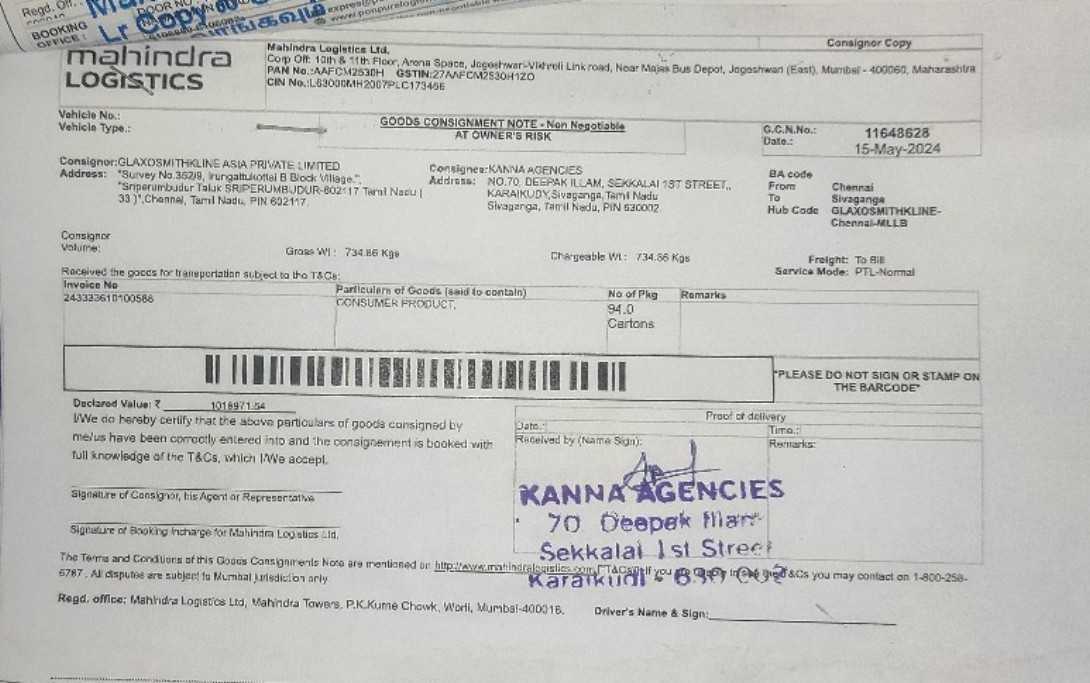 Regd. Off.
BOOKING
OFFICE :
DOOR NO.
Lr Copy
Consignor Copy
mahindra
LOGISTICS
Mahindra Logistics Ltd.
Corp Off: 10th & 11th Floor, Arena Space, Jogeshwari-Vikhroli Link road, Near Majas Bus Depot, Jogeshwari (East), Mumbai - 400060, Maharashtra
PAN No.:AAFCM2530H GSTIN:27AAFCM2530H1ZO
CIN No.:L63000MH2007PLC173466
Vehicle No.:
Vehicle Type.:
GOODS CONSIGNMENT NOTE - Non Negotiable
AT OWNER'S RISK
G.C.N.No.: 11648628
Date.: 15-May-2024
Consignor:GLAXOSMITHKLINE ASIA PRIVATE LIMITED
Address: "Survey No.352/9, Irungattukottai B Block Village.",
"Sriperumbudur Taluk SRIPERUMBUDUR-602117 Tamil Nadu (
33 )",Chennai, Tamil Nadu, PIN 602117.
Consignee:KANNA AGENCIES
Address: NO.70, DEEPAK ILLAM, SEKKALAI 1ST STREET,,
KARAIKUDY,Sivaganga,Tamil Nadu
Sivaganga, Tamil Nadu, PIN 630002
BA code
From Chennai
To Sivaganga
Hub Code GLAXOSMITHKLINE-
Chennai-MLLB
Consignor
Volume:
Gross Wt : 734.86 Kgs
Chargeable Wt.: 734.86 Kgs
Freight: To Bill
Service Mode: PTL-Normal
Received the goods for transportation subject to the T&Cs:
Invoice No Particulars of Goods (said to contain) No of Pkg Remarks
243333610100586 CONSUMER PRODUCT, 94.0
Cartons
"PLEASE DO NOT SIGN OR STAMP ON
THE BARCODE"
Declared Value: ₹ 1018971.54
I/We do hereby certify that the above particulars of goods consigned by
me/us have been correctly entered into and the consignement is booked with
full knowledge of the T&Cs, which I/We accept.
Signature of Consignor, his Agent or Representative
Signature of Booking Incharge for Mahindra Logistics Ltd.
Proof of delivery
Date.: Time.:
Received by (Name Sign): Remarks:
KANNA AGENCIES
70 Deepak
Sekkalai 1st Street
Karaikudi - 630 002
The Terms and Conditions of this Goods Consignments Note are mentioned on http://www.mahindralogistics.com If you T&Cs you may contact on 1-800-258-
6787 . All disputes are subject to Mumbai jurisdiction only
Regd. office: Mahindra Logistics Ltd, Mahindra Towers, P.K.Kurne Chowk, Worli, Mumbai-400018.
Driver's Name & Sign: